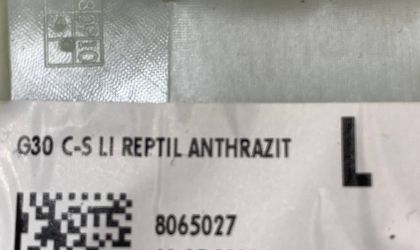 G30 C-S LI REPTIL ANTHRAZIT
L
8065027